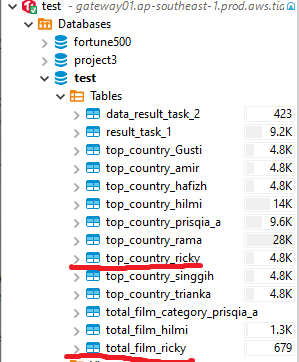 test - gateway01.ap-southeast-1.prod.aws.tic
Databases
fortune500
project3
test
Tables
data_result_task_2 423
result_task_1 9.2K
top_country_Gusti 4.8K
top_country_amir 4.8K
top_country_hafizh 4.8K
top_country_hilmi 14K
top_country_prisqia_a 9.6K
top_country_rama 28K
top_country_ricky 4.8K
top_country_singgih 4.8K
top_country_trianka 4.8K
total_film_category_prisqia_a
total_film_hilmi 1.3K
total_film_ricky 679